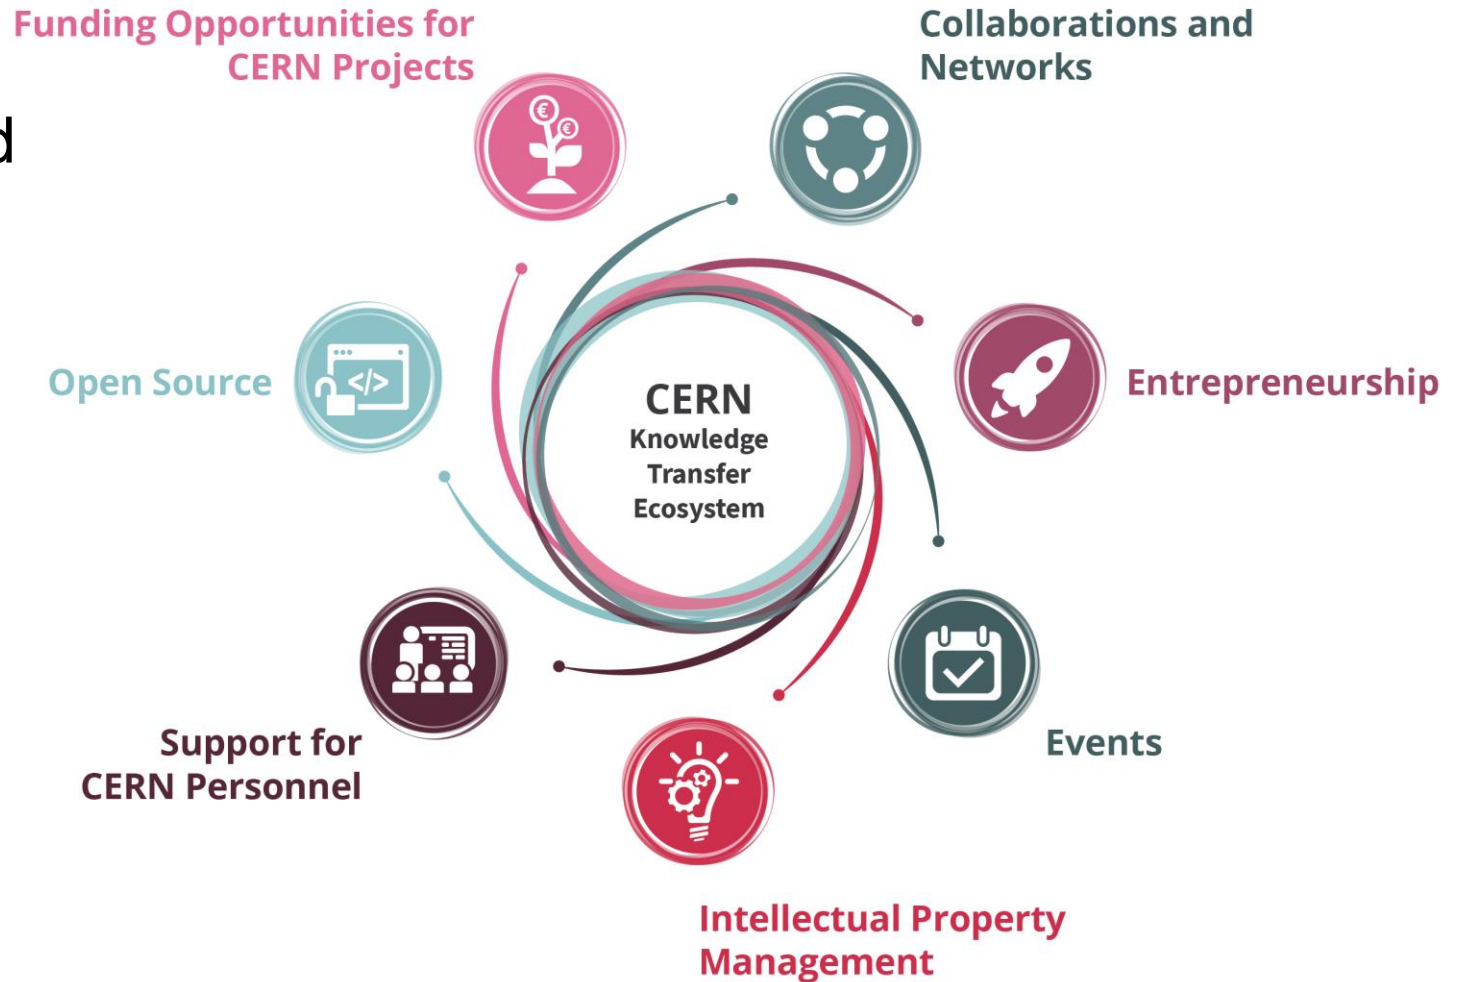 Funding Opportunities for
CERN Projects
Collaborations and
Networks
d
€
€
Open Source
</>
CERN
Knowledge
Transfer
Ecosystem
Entrepreneurship
Support for
CERN Personnel
Events
Intellectual Property
Management